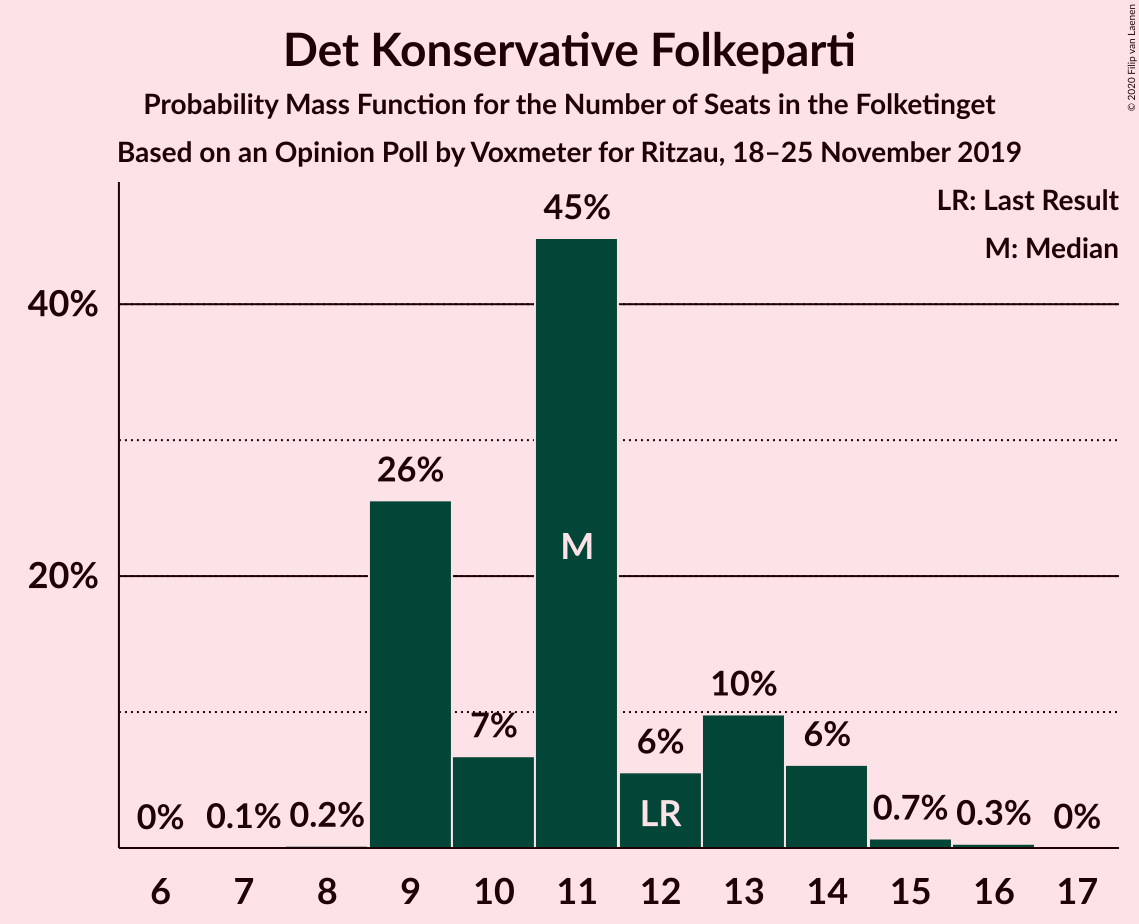 Det Konservative Folkeparti
Probability Mass Function for the Number of Seats in the Folketinget
Based on an Opinion Poll by Voxmeter for Ritzau, 18–25 November 2019
© 2020 Filip van Laenen
LR: Last Result
M: Median
45%
40%
26%
M
20%
10%
7%
6%
6%
0%
0.1%
0.2%
LR
0.7%
0.3%
0%
6 7 8 9 10 11 12 13 14 15 16 17